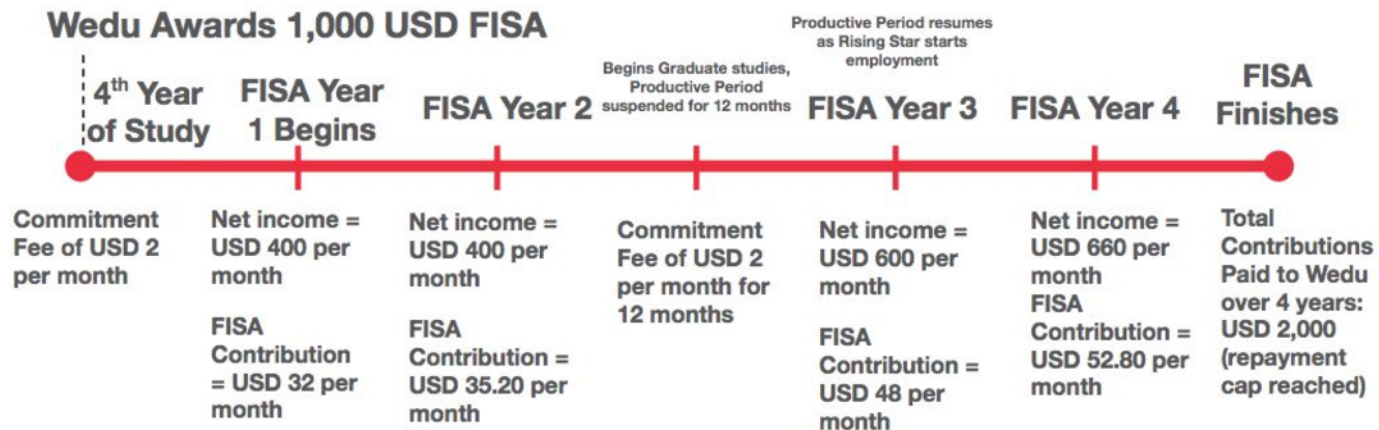 Wedu Awards 1,000 USD FISA
4th Year
of Study
Commitment
Fee of USD 2
per month
FISA Year
1 Begins
Net income =
USD 400 per
month
FISA
Contribution
= USD 32 per
month
FISA Year 2
Net income =
USD 400 per
month
FISA
Contribution =
USD 35.20 per
month
Begins Graduate studies,
Productive Period
suspended for 12 months
Commitment
Fee of USD 2
per month for
12 months
Productive Period resumes
as Rising Star starts
employment
FISA Year 3
Net income =
USD 600 per
month
FISA
Contribution =
USD 48 per
month
FISA Year 4
Net income =
USD 660 per
month
FISA
Contribution =
USD 52.80 per
month
FISA
Finishes
Total
Contributions
Paid to Wedu
over 4 years:
USD 2,000
(repayment
cap reached)